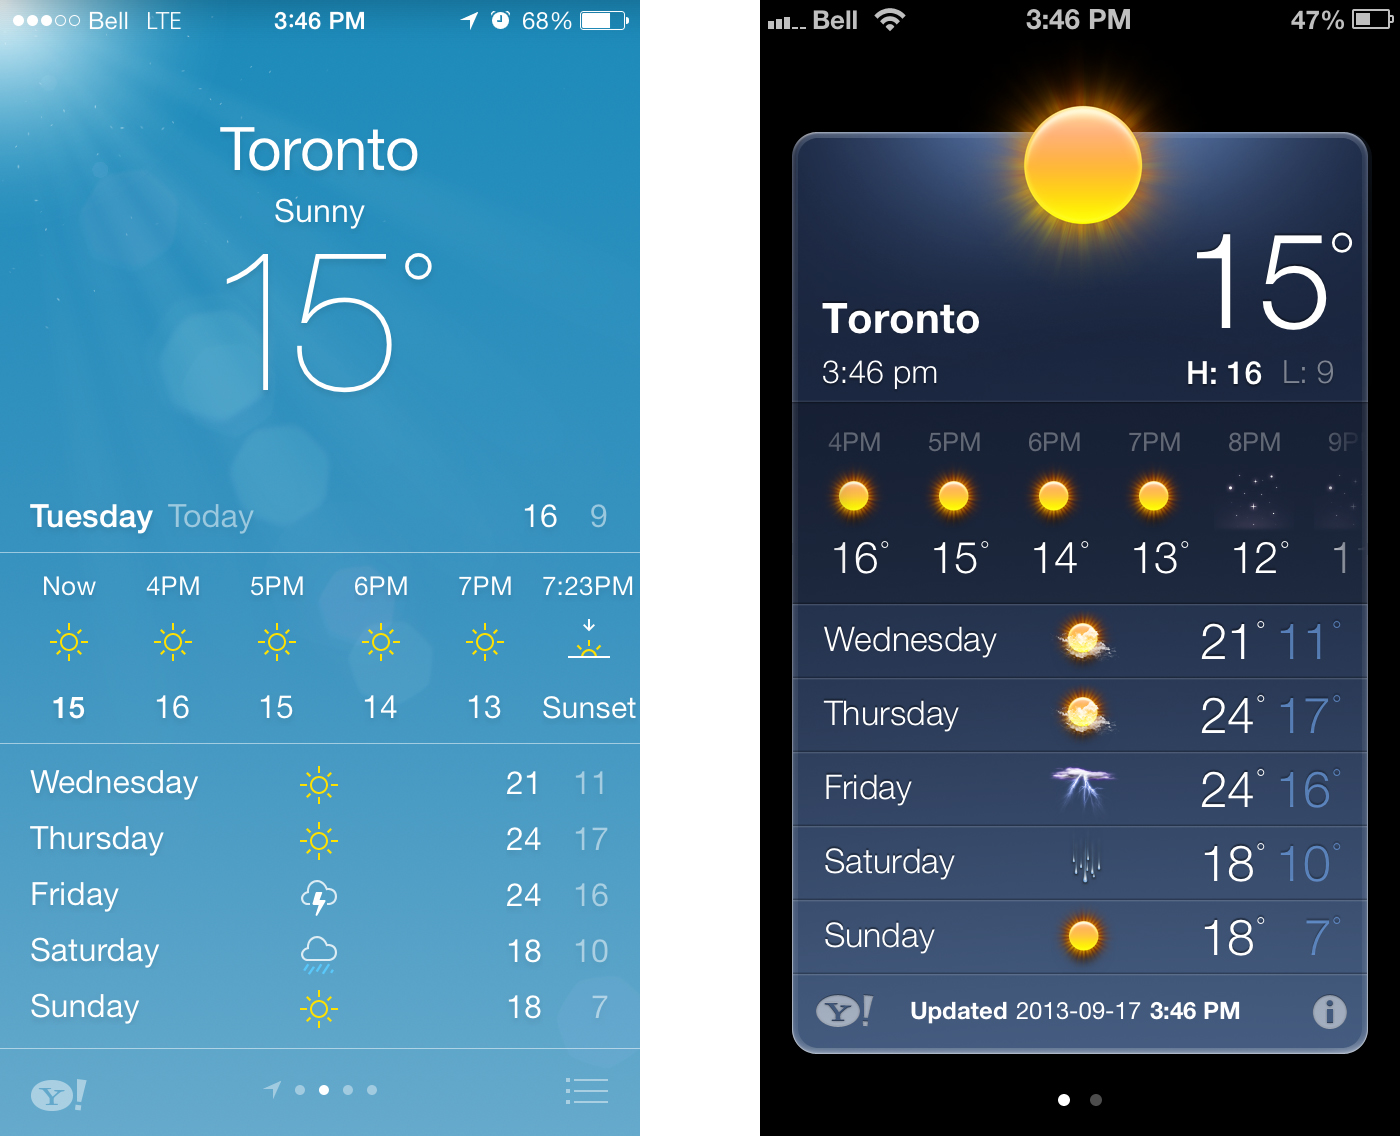 Bell LTE 3:46 PM 68%
Toronto
Sunny
15°
Tuesday Today 16 9
Now 4PM 5PM 6PM 7PM 7:23PM
15 16 15 14 13 Sunset
Wednesday 21 11
Thursday 24 17
Friday 24 16
Saturday 18 10
Sunday 18 7
Y!
Bell 3:46 PM 47%
15°
Toronto
3:46 pm H: 16 L: 9
4PM 5PM 6PM 7PM 8PM 9P
16° 15° 14° 13° 12° 1
Wednesday 21° 11°
Thursday 24° 17°
Friday 24° 16°
Saturday 18° 10°
Sunday 18° 7°
Y! Updated 2013-09-17 3:46 PM i